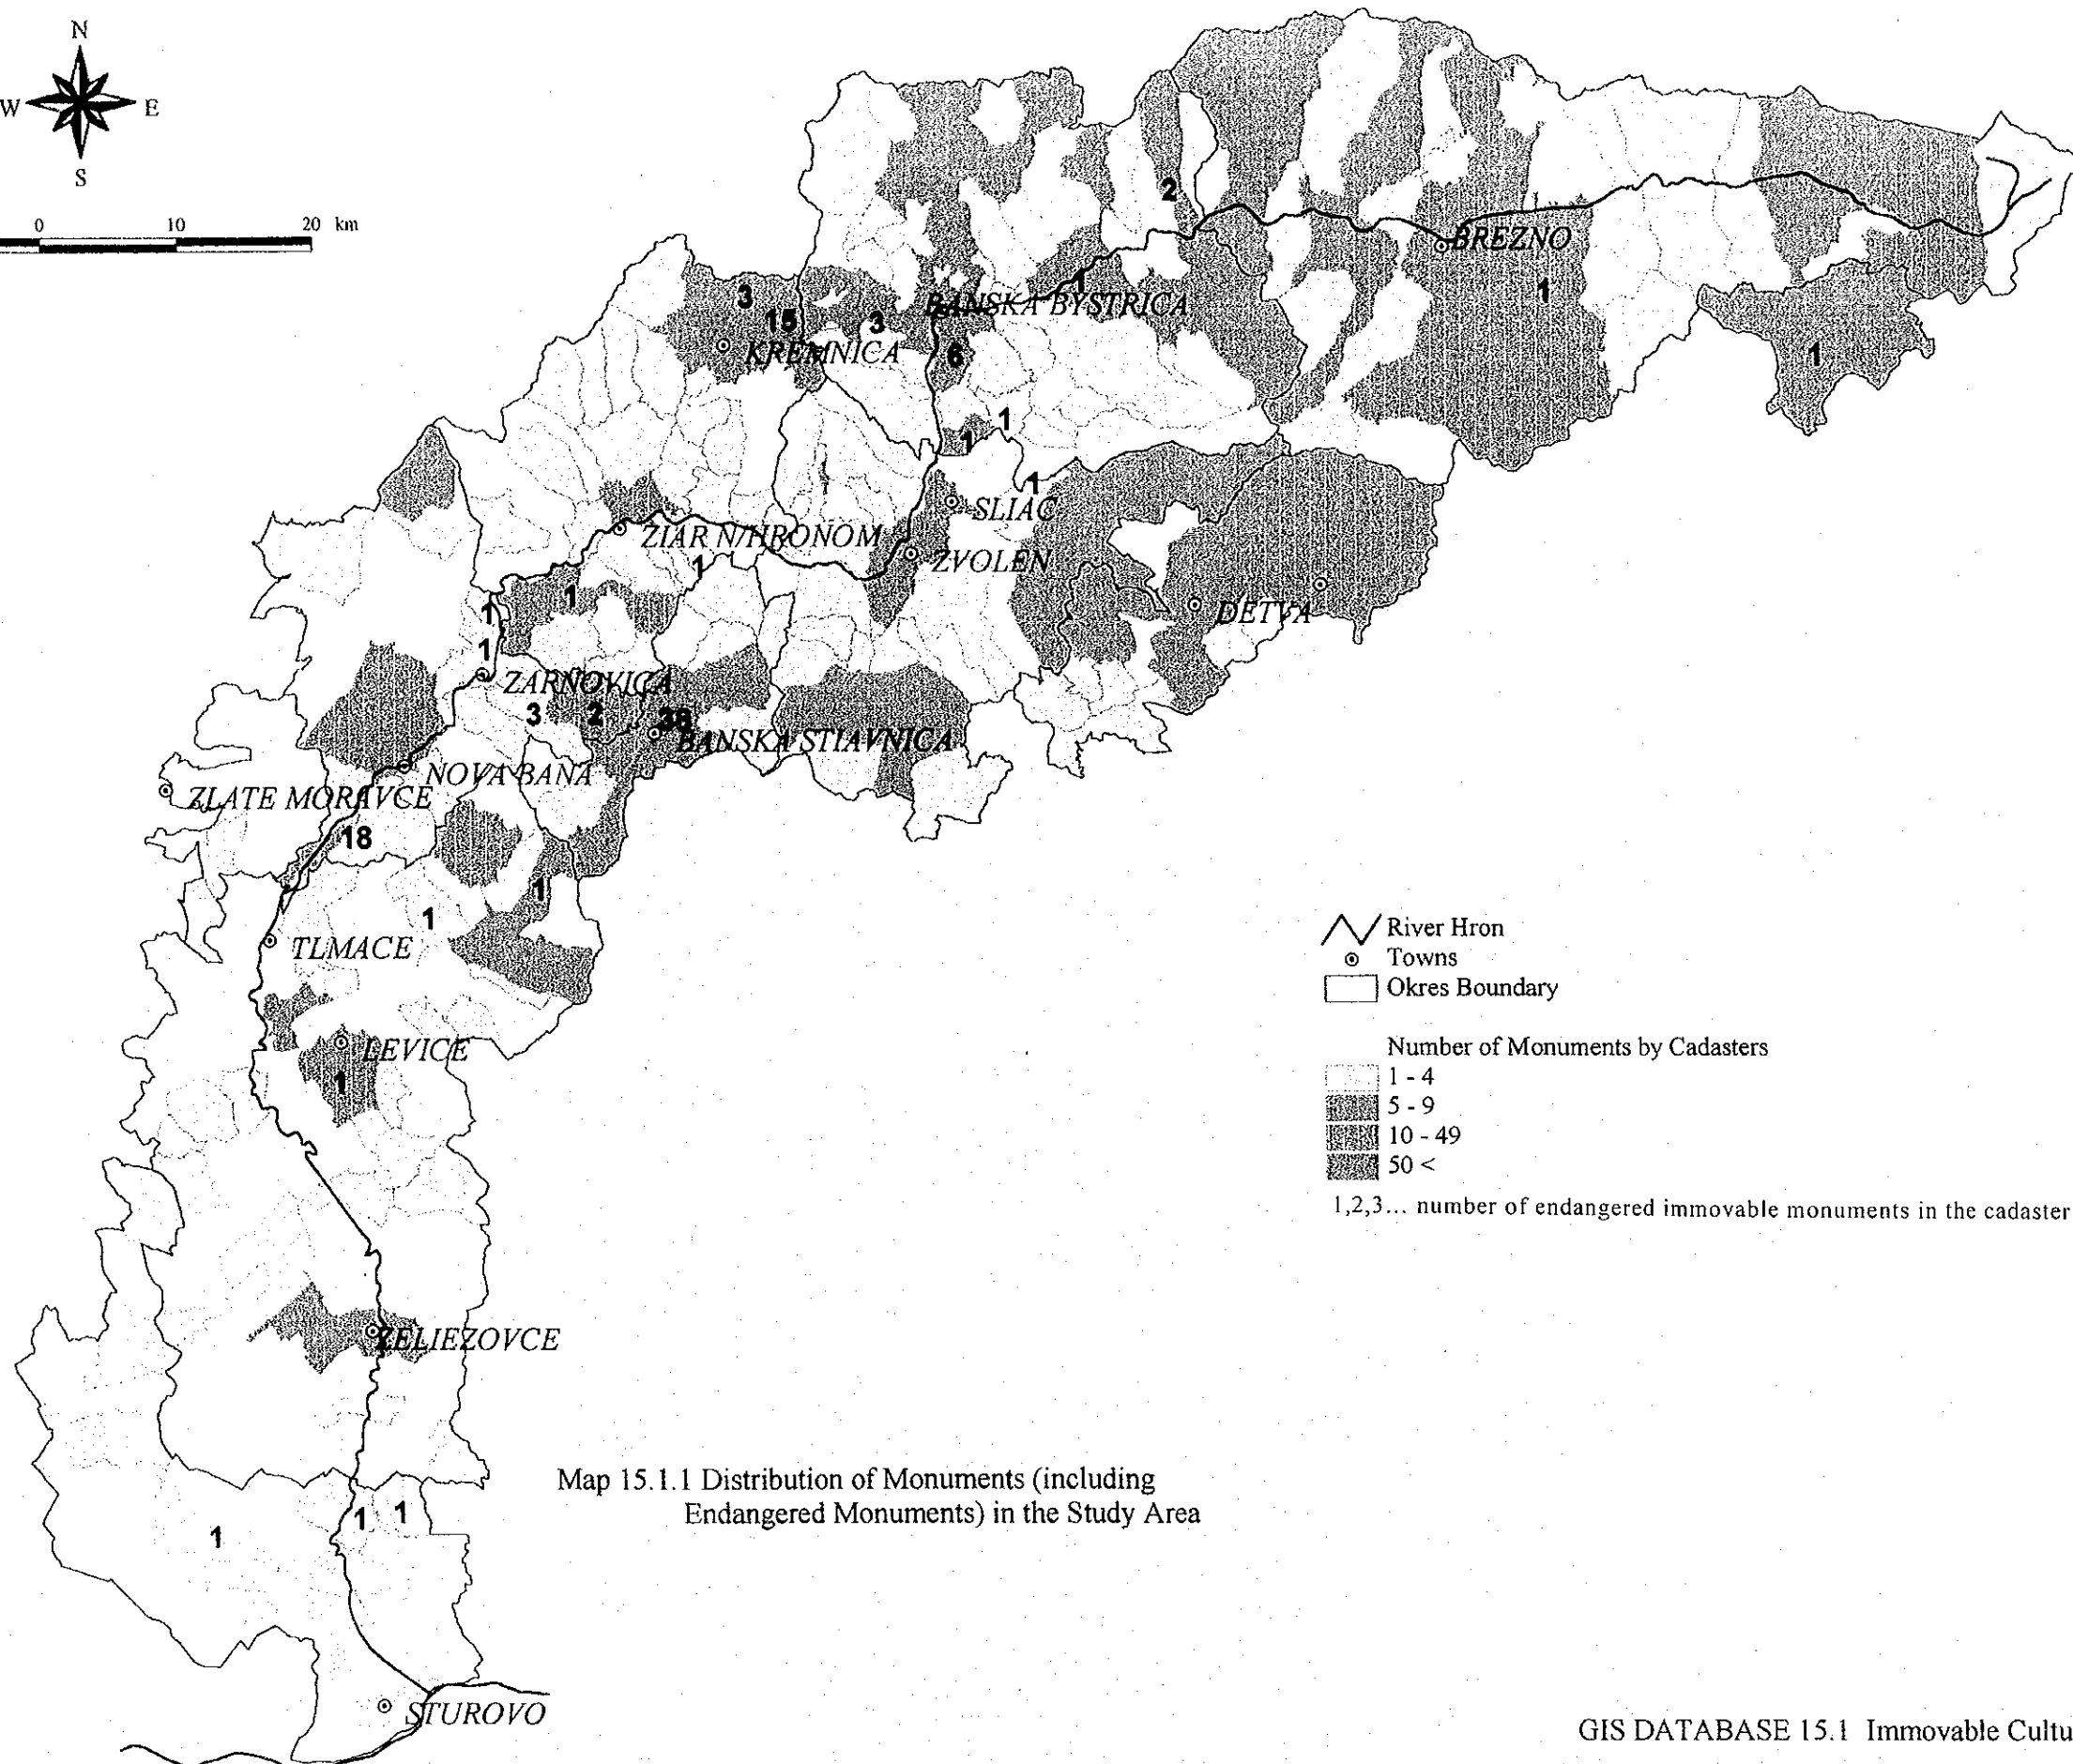 N
W E
S
0 10 20 km
2
BREZNO
1
1
BANSKA BYSTRICA
3
15
3
KREMNICA
6
1
1
1
1
SLIAC
ZIAR N/HRONOM
ZVOLEN
1
1
1
DETVA
1
ZARNOVICA
3
2
38
BANSKA STIAVNICA
NOVA BANA
ZLATE MORAVCE
18
1
1
TLMACE
River Hron
Towns
Okres Boundary
LEVICE
1
Number of Monuments by Cadasters
1 - 4
5 - 9
10 - 49
50 <
1,2,3... number of endangered immovable monuments in the cadaster
ZELIEZOVCE
Map 15.1.1 Distribution of Monuments (including
Endangered Monuments) in the Study Area
1
1
1
STUROVO
GIS DATABASE 15.1 Immovable Cultu